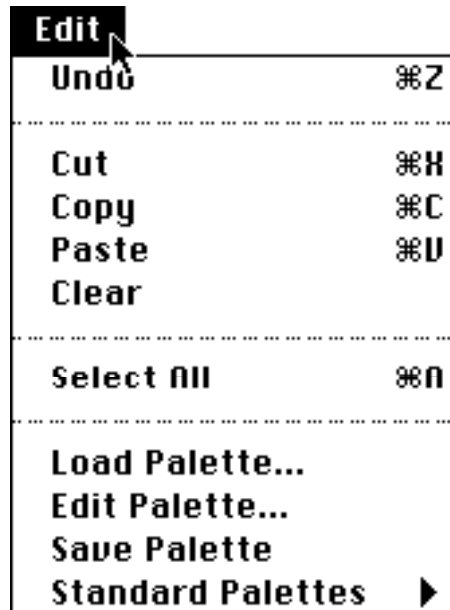 Edit
Undo ⌘Z
Cut ⌘X
Copy ⌘C
Paste ⌘V
Clear
Select All ⌘A
Load Palette...
Edit Palette...
Save Palette
Standard Palettes ▶